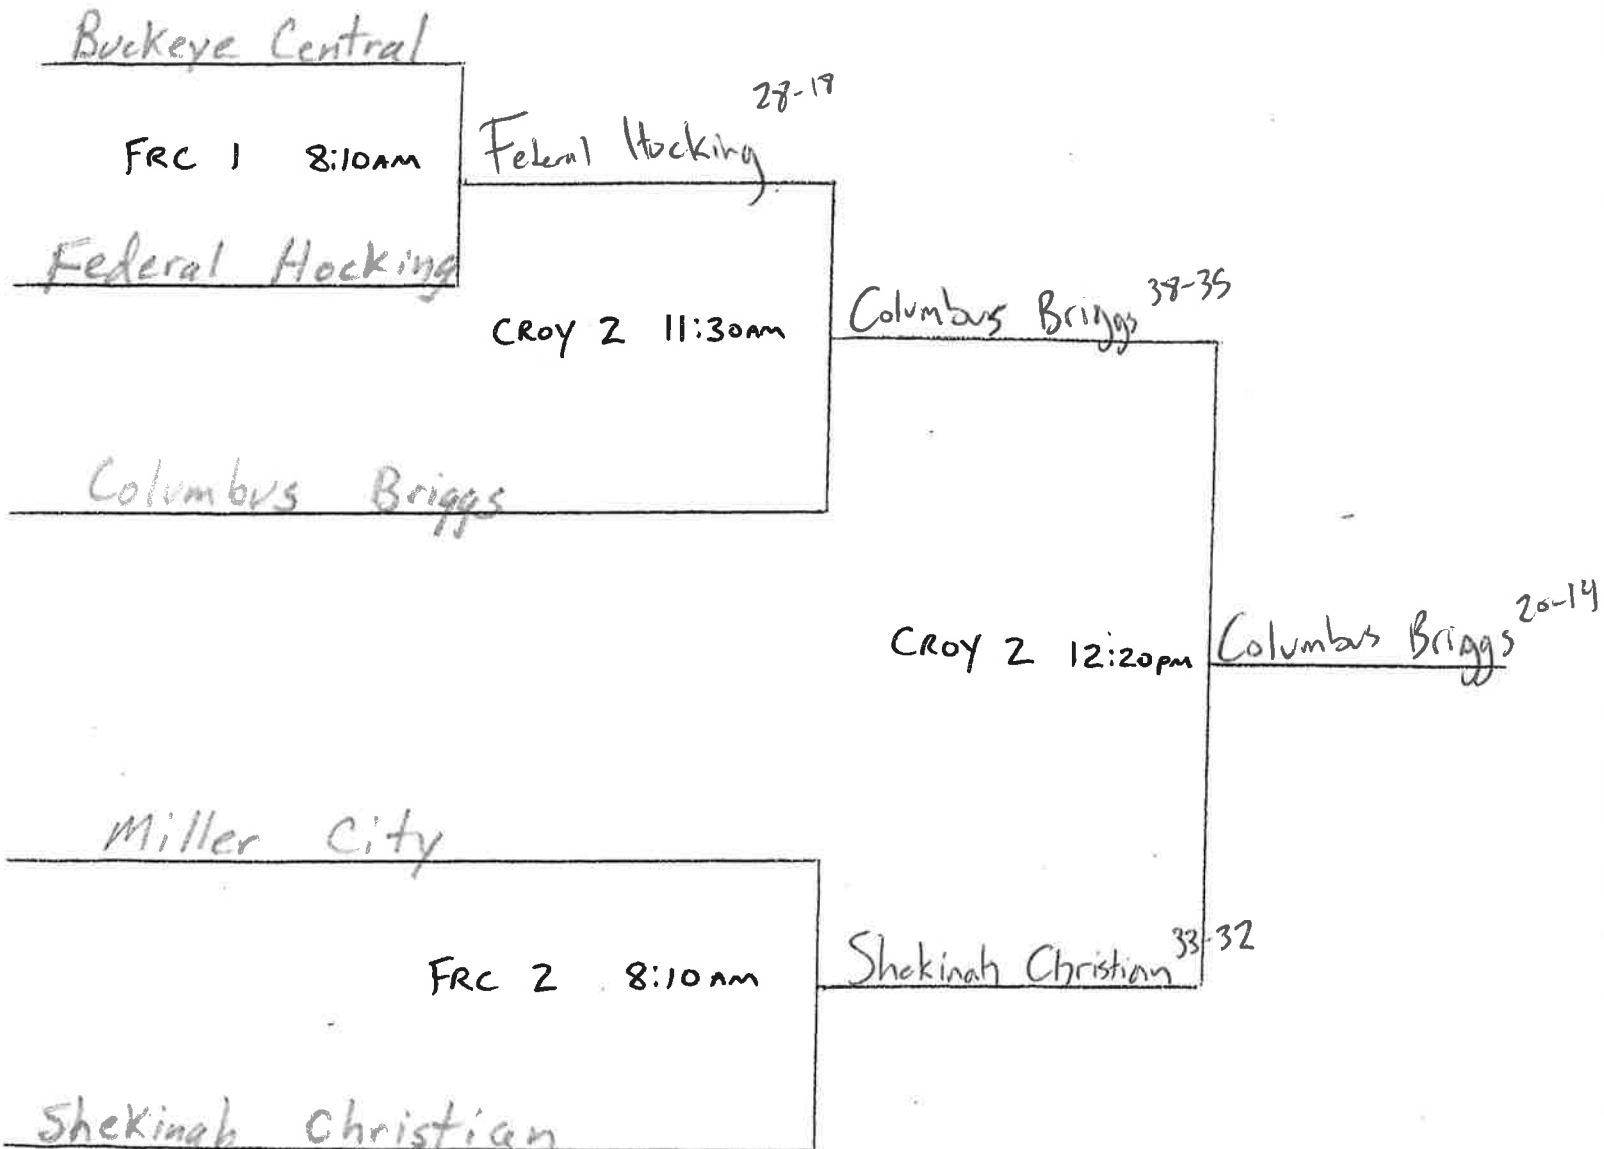 Buckeye Central
28-18
FRC 1 8:10AM
Federal Hocking
Federal Hocking
38-35
CROY 2 11:30AM
Columbus Briggs
Columbus Briggs
20-14
CROY 2 12:20PM
Columbus Briggs
Miller City
33-32
FRC 2 8:10AM
Shekinah Christian
Shekinah Christian